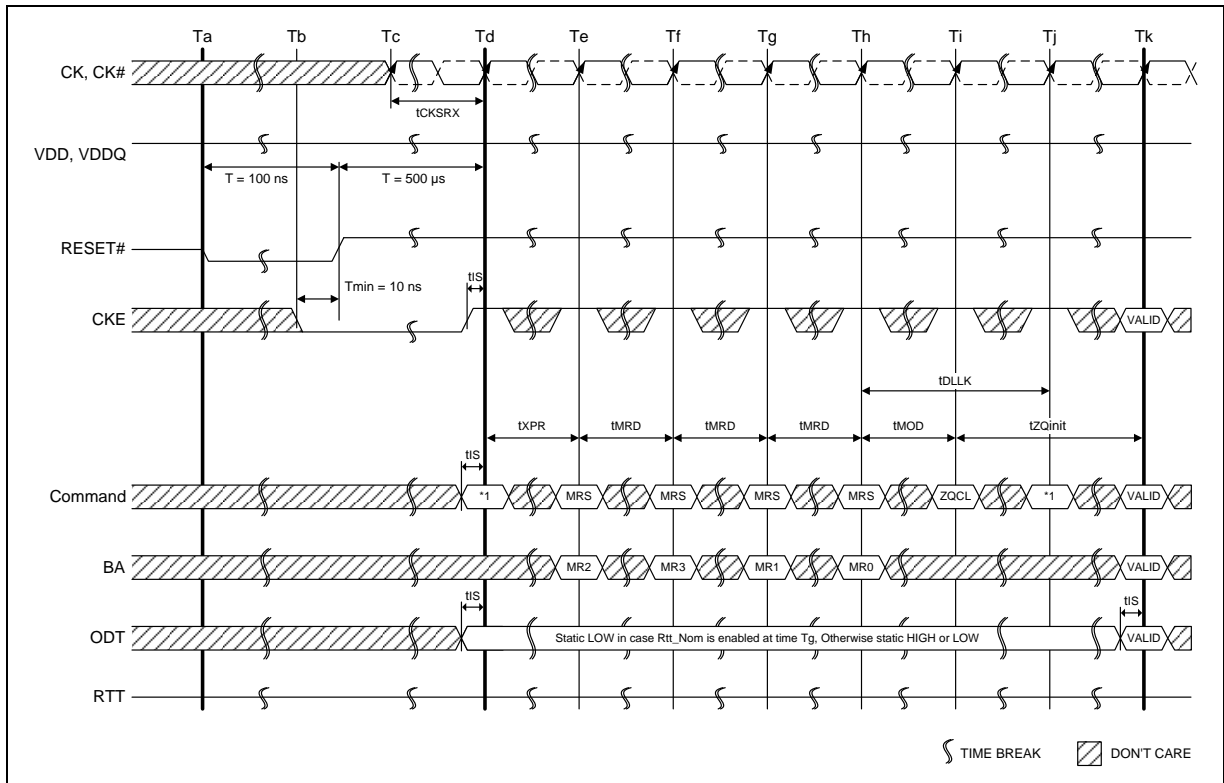 Ta Tb Tc Td Te Tf Tg Th Ti Tj Tk
CK, CK#
tCKSRX
VDD, VDDQ
T = 100 ns T = 500 µs
RESET#
Tmin = 10 ns
tIS
CKE
VALID
tDLLK
tXPR tMRD tMRD tMRD tMOD tZQinit
tIS
Command *1 MRS MRS MRS MRS ZQCL *1 VALID
BA MR2 MR3 MR1 MR0 VALID
tIS tIS
ODT Static LOW in case Rtt_Nom is enabled at time Tg, Otherwise static HIGH or LOW VALID
RTT
TIME BREAK DON'T CARE